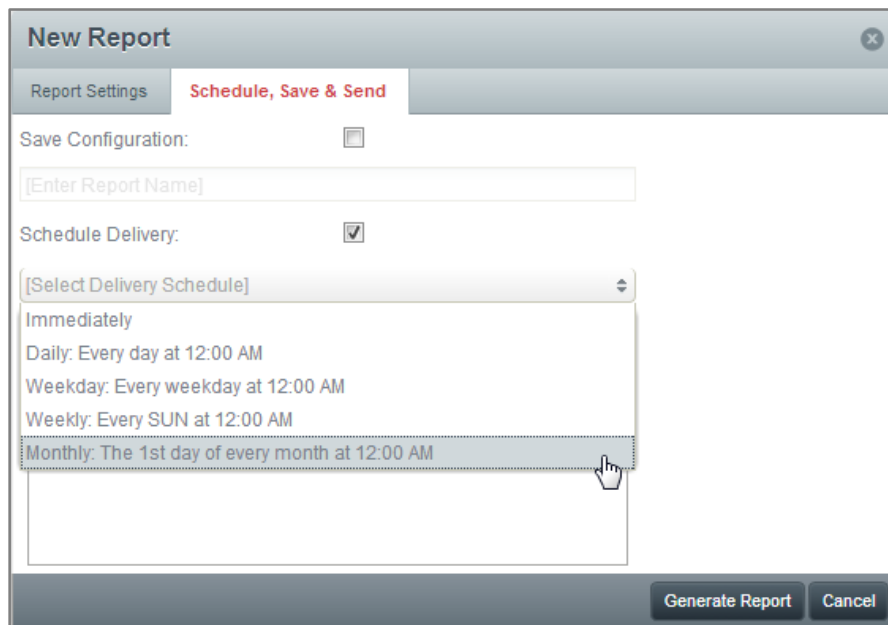 New Report
Report Settings
Schedule, Save & Send
Save Configuration:
[Enter Report Name]
Schedule Delivery:
[Select Delivery Schedule]
Immediately
Daily: Every day at 12:00 AM
Weekday: Every weekday at 12:00 AM
Weekly: Every SUN at 12:00 AM
Monthly: The 1st day of every month at 12:00 AM
Generate Report
Cancel